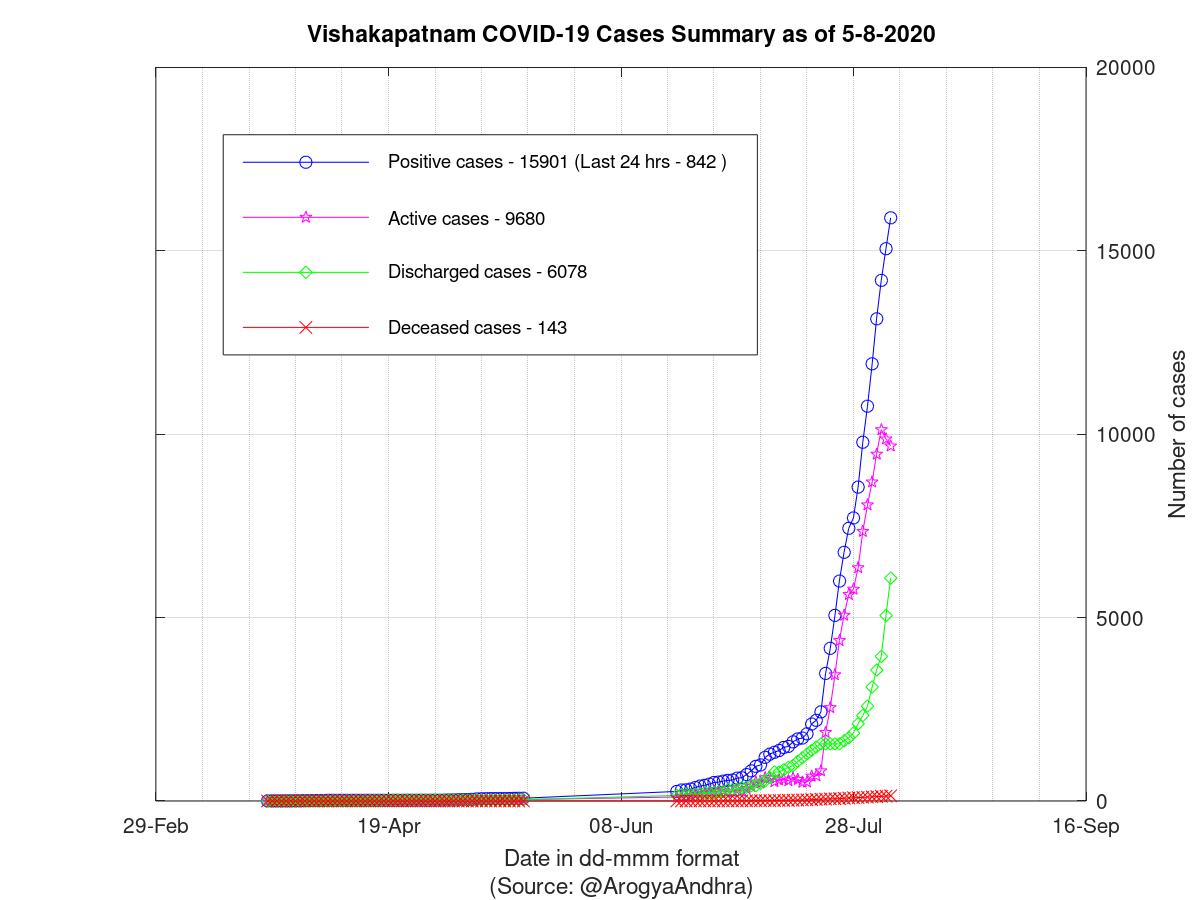 Vishakapatnam COVID-19 Cases Summary as of 5-8-2020
20000
15000
10000
5000
0
Number of cases
Positive cases - 15901 (Last 24 hrs - 842 )
Active cases - 9680
Discharged cases - 6078
Deceased cases - 143
29-Feb 19-Apr 08-Jun 28-Jul 16-Sep
Date in dd-mmm format
(Source: @ArogyaAndhra)